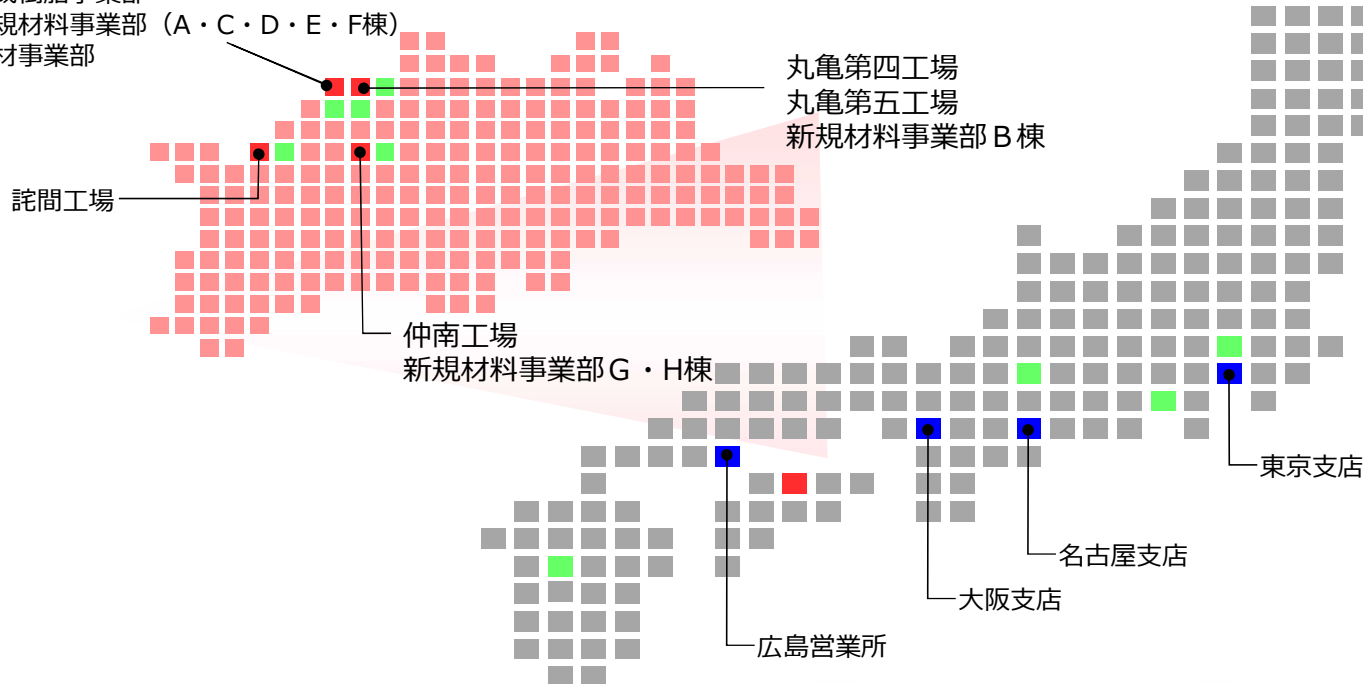 規材料事業部（A・C・D・E・F棟）
材事業部
丸亀第四工場
丸亀第五工場
新規材料事業部Ｂ棟
詫間工場
仲南工場
新規材料事業部Ｇ・H棟
東京支店
名古屋支店
大阪支店
広島営業所